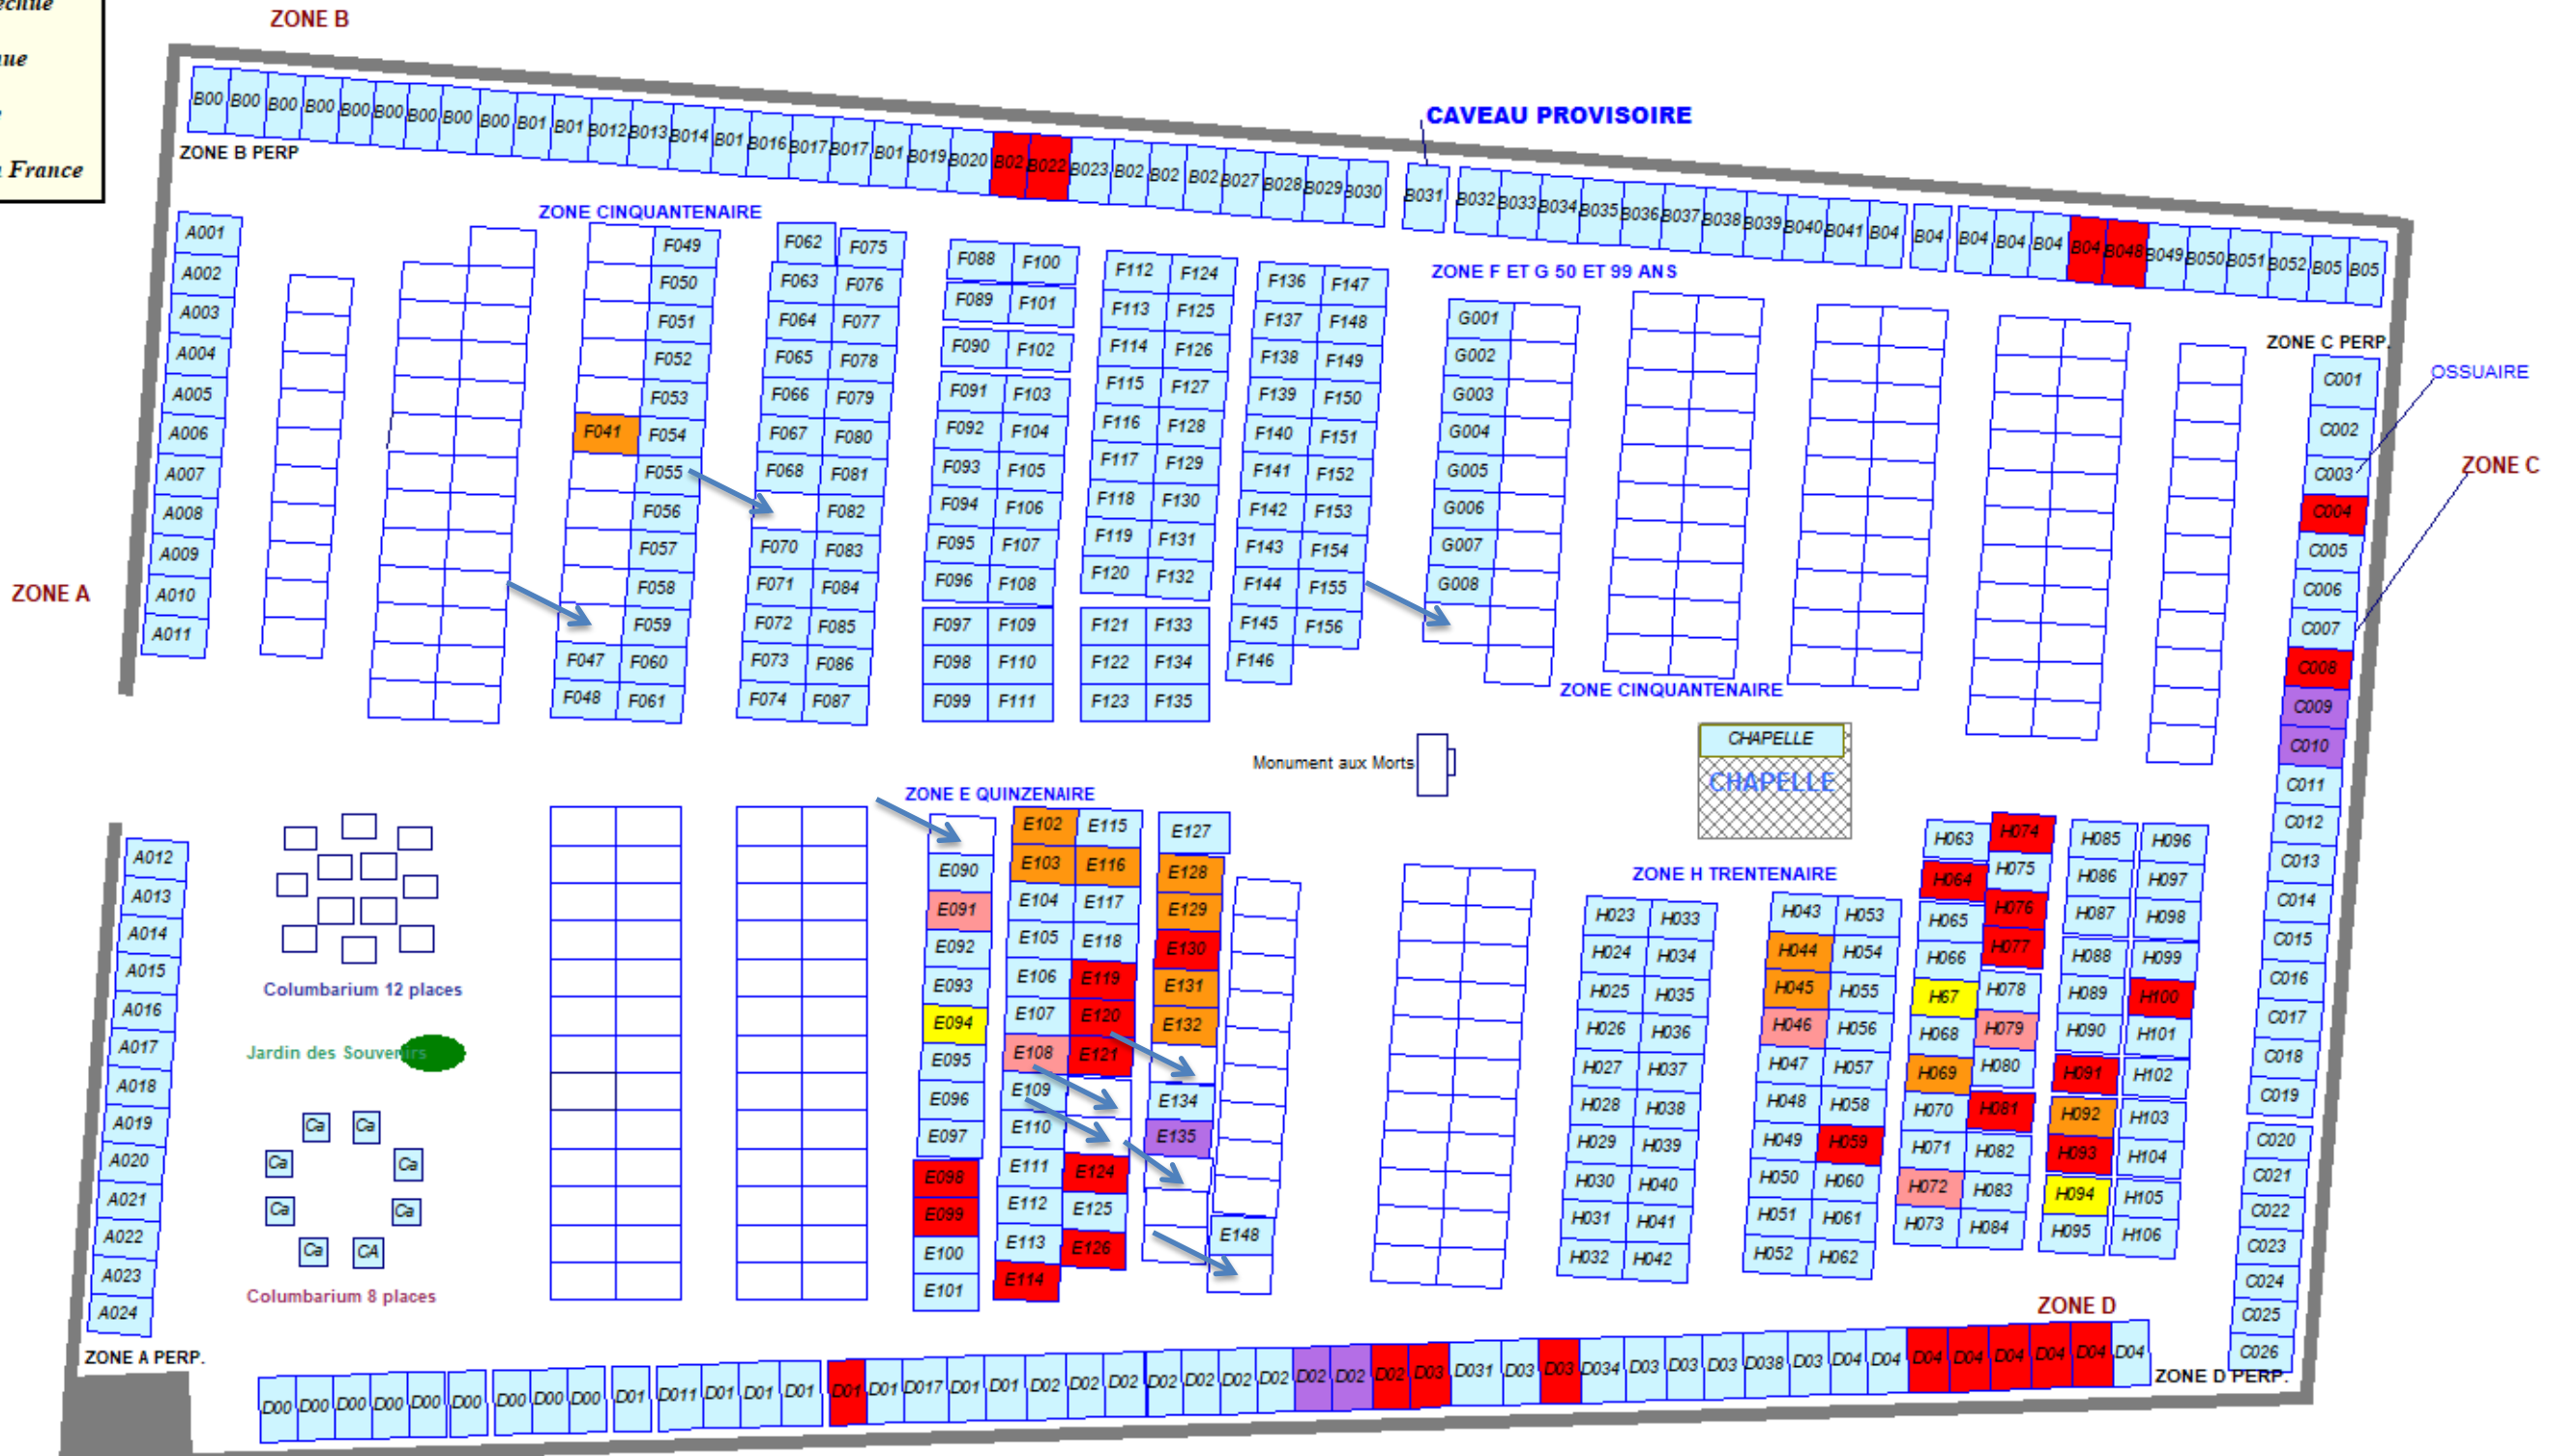 ue
e
n France
ZONE B
B00 B00 B00 B00 B00 B00 B00 B00 B00 B01 B01 B012 B013 B014 B01 B016 B017 B017 B01 B019 B020 B02 B022 B023 B02 B02 B02 B027 B028 B029 B030 B031 B032 B033 B034 B035 B036 B037 B038 B039 B040 B041 B04 B04 B04 B04 B04 B04 B048 B049 B050 B051 B052 B05 B05
CAVEAU PROVISOIRE
ZONE B PERP
ZONE CINQUANTENAIRE
ZONE F ET G 50 ET 99 ANS
ZONE C PERP.
OSSUAIRE
ZONE C
ZONE A
A001
A002
A003
A004
A005
A006
A007
A008
A009
A010
A011
F041
F047
F048
F049
F050
F051
F052
F053
F054
F055
F056
F057
F058
F059
F060
F061
F062
F063
F064
F065
F066
F067
F068
F070
F071
F072
F073
F074
F075
F076
F077
F078
F079
F080
F081
F082
F083
F084
F085
F086
F087
F088 F100
F089 F101
F090 F102
F091 F103
F092 F104
F093 F105
F094 F106
F095 F107
F096 F108
F097 F109
F098 F110
F099 F111
F112 F124
F113 F125
F114 F126
F115 F127
F116 F128
F117 F129
F118 F130
F119 F131
F120 F132
F121 F133
F122 F134
F123 F135
F136 F147
F137 F148
F138 F149
F139 F150
F140 F151
F141 F152
F142 F153
F143 F154
F144 F155
F145 F156
F146
G001
G002
G003
G004
G005
G006
G007
G008
ZONE CINQUANTENAIRE
C001
C002
C003
C004
C005
C006
C007
C008
C009
C010
C011
C012
C013
C014
C015
C016
C017
C018
C019
C020
C021
C022
C023
C024
C025
C026
Monument aux Morts
CHAPELLE
CHAPELLE
ZONE E QUINZENAIRE
ZONE H TRENTENAIRE
A012
A013
A014
A015
A016
A017
A018
A019
A020
A021
A022
A023
A024
Columbarium 12 places
Jardin des Souvenirs
Ca Ca
Ca Ca
Ca Ca
Ca CA
Columbarium 8 places
E090
E091
E092
E093
E094
E095
E096
E097
E098
E099
E100
E101
E102
E103
E104
E105
E106
E107
E108
E109
E110
E111
E112
E113
E114
E115
E116
E117
E118
E119
E120
E121
E124
E125
E126
E127
E128
E129
E130
E131
E132
E134
E135
E148
H023 H033
H024 H034
H025 H035
H026 H036
H027 H037
H028 H038
H029 H039
H030 H040
H031 H041
H032 H042
H043 H053
H044 H054
H045 H055
H046 H056
H047 H057
H048 H058
H049 H059
H050 H060
H051 H061
H052 H062
H063 H074
H064 H075
H065 H076
H066 H077
H67 H078
H068 H079
H069 H080
H070 H081
H071 H082
H072 H083
H073 H084
H085 H096
H086 H097
H087 H098
H088 H099
H089 H100
H090 H101
H091 H102
H092 H103
H093 H104
H094 H105
H095 H106
ZONE D
ZONE A PERP.
D00 D00 D00 D00 D00 D00 D00 D00 D00 D01 D011 D01 D01 D01 D01 D01 D017 D01 D01 D02 D02 D02 D02 D02 D02 D02 D02 D02 D02 D03 D031 D03 D03 D034 D03 D03 D03 D038 D03 D04 D04 D04 D04 D04 D04 D04 D04
ZONE D PERP.